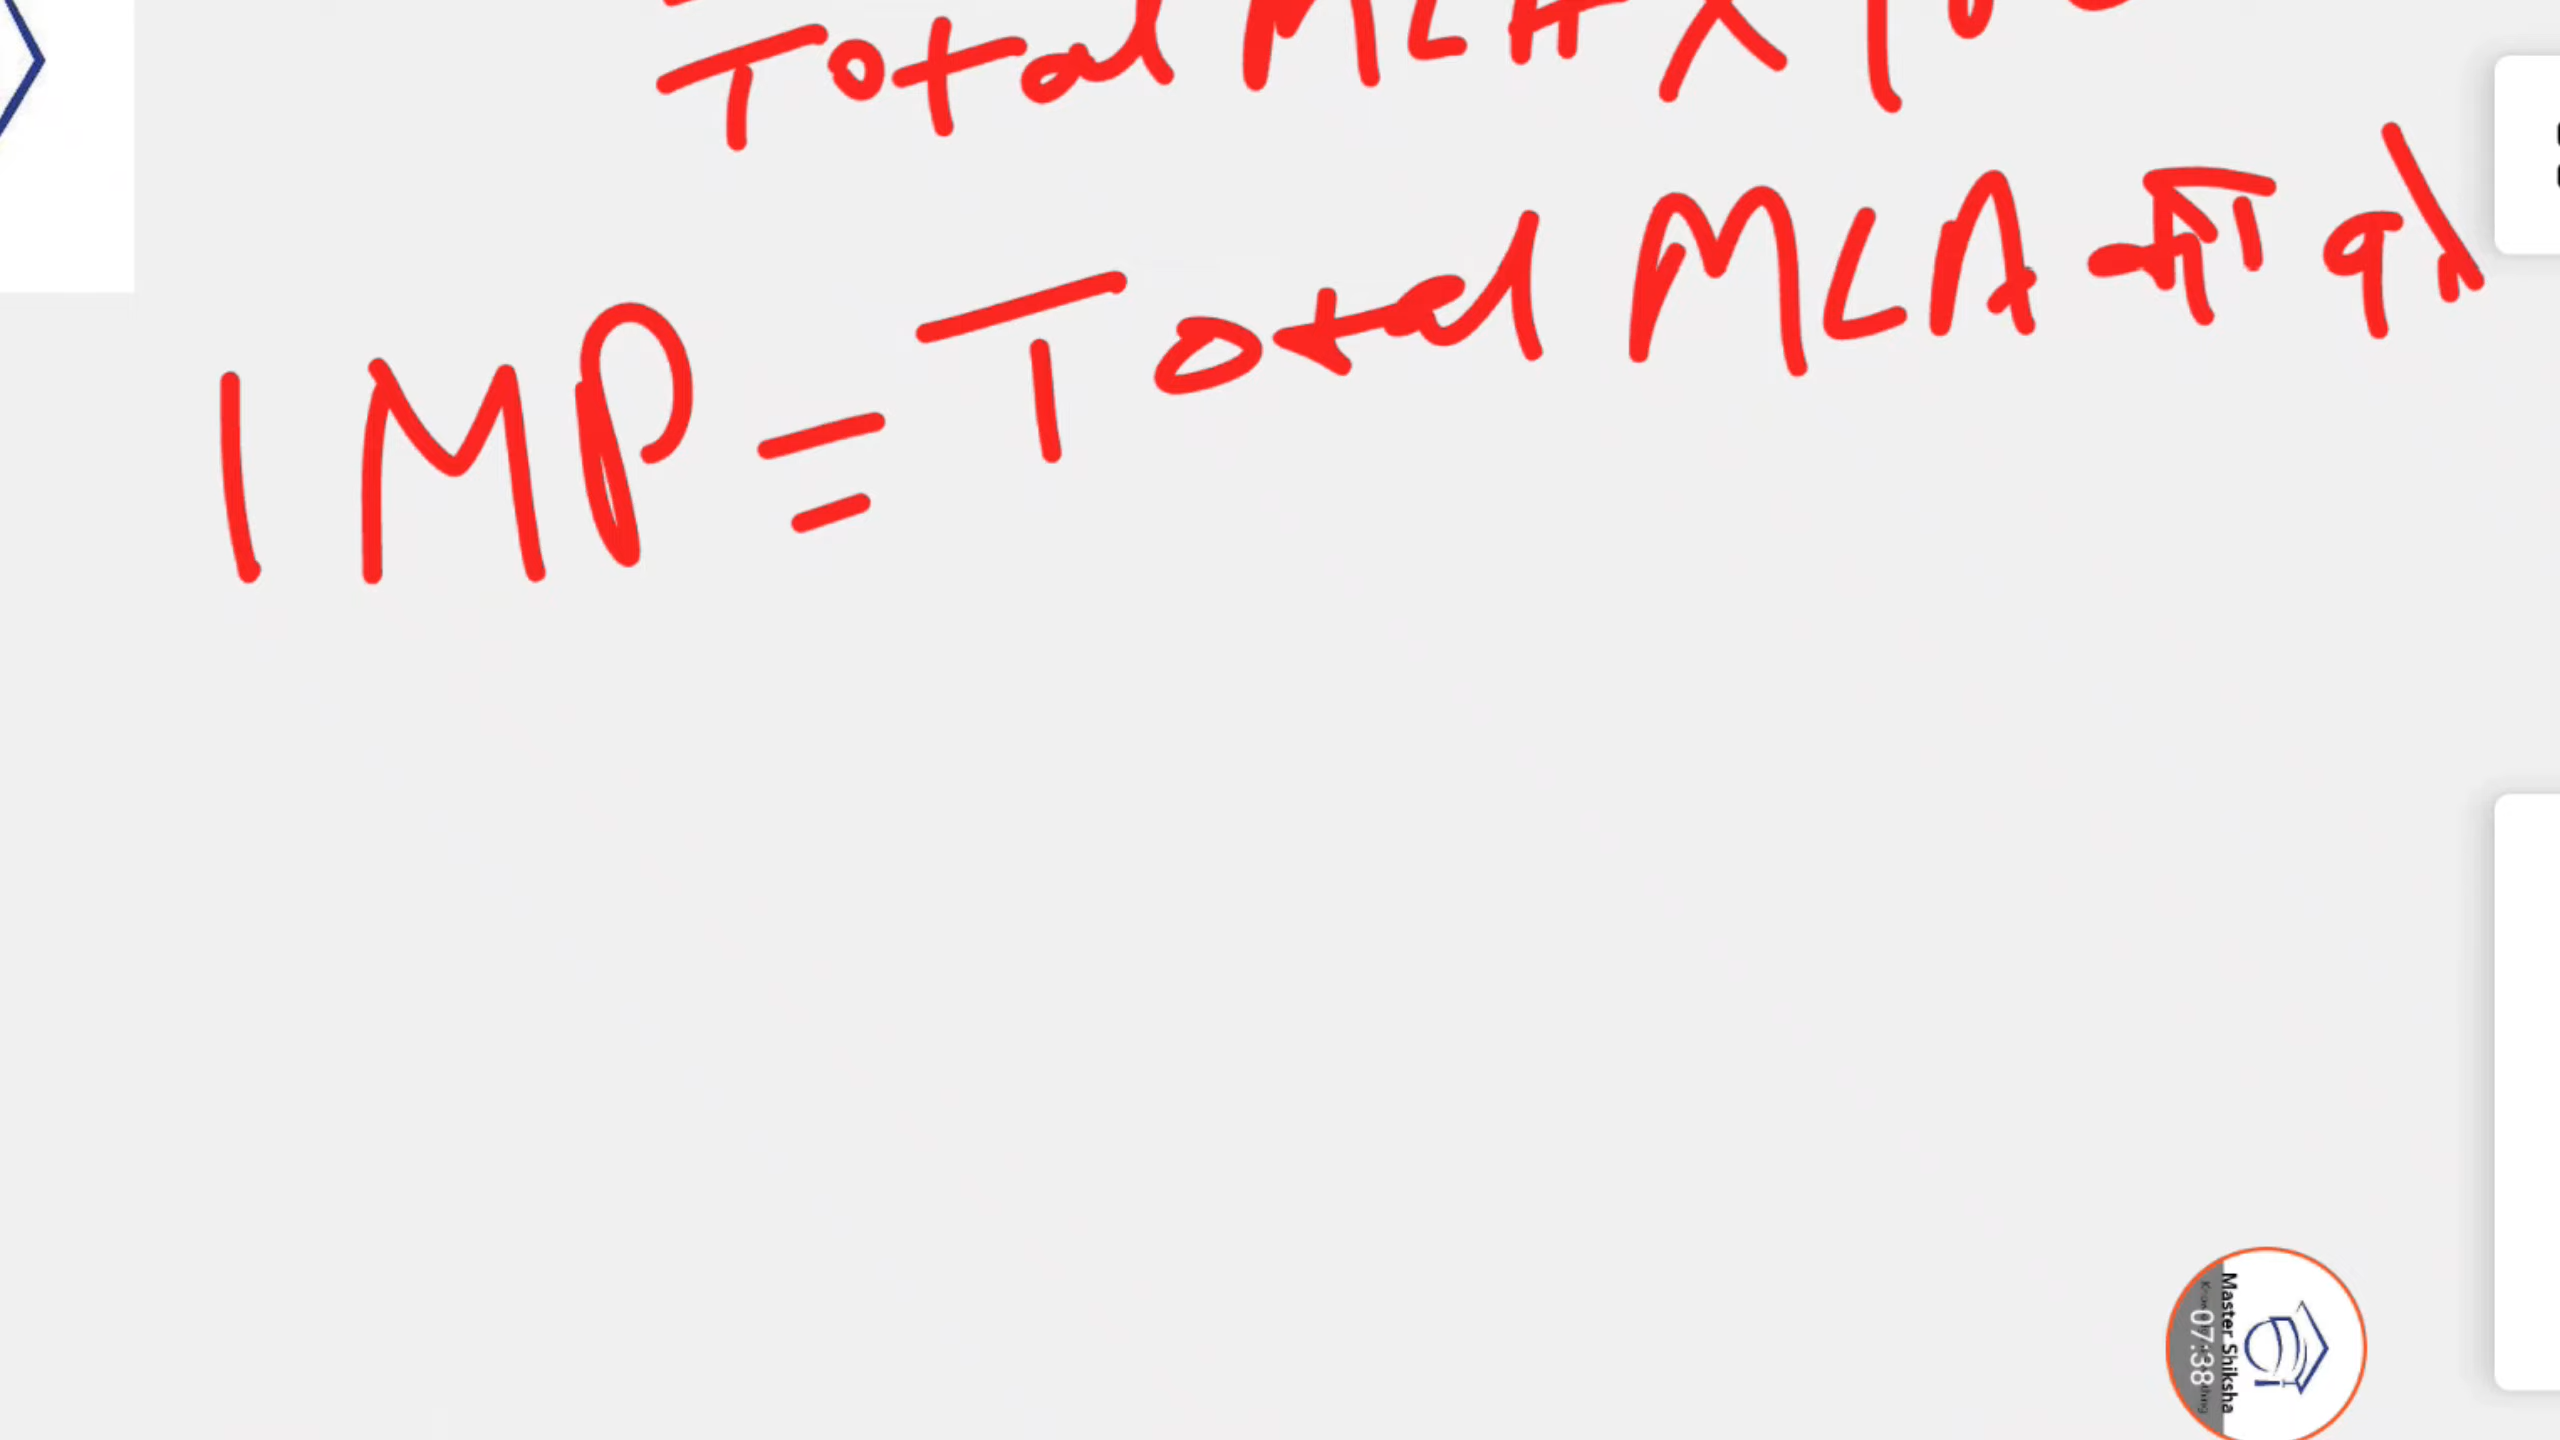 Total MLA X
1 MP = Total MLA का
Master Shiksha
07:38